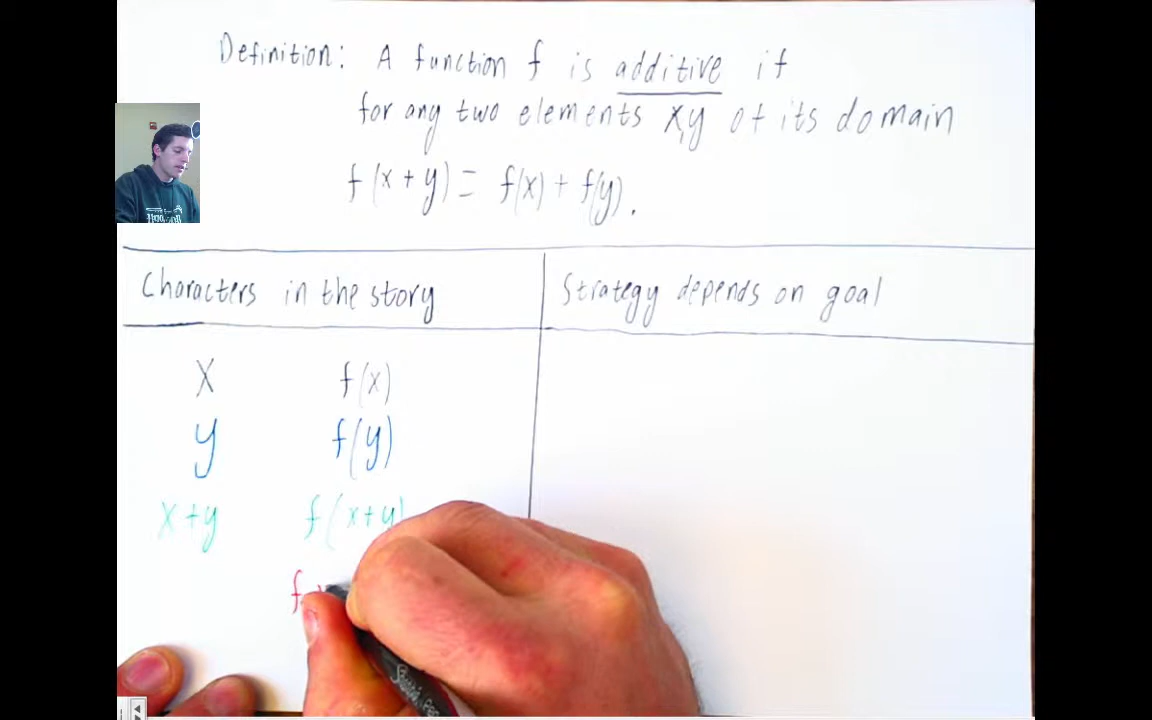 Definition: A function f is additive if
for any two elements x,y of its domain
f(x+y) = f(x) + f(y).
Characters in the story
Strategy depends on goal
x f(x)
y f(y)
x+y f(x+y)
f